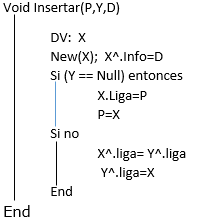 Void Insertar(P,Y,D)
DV: X
New(X); X^.Info=D
Si (Y == Null) entonces
X.Liga=P
P=X
Si no
X^.liga= Y^.liga
Y^.liga=X
End
End